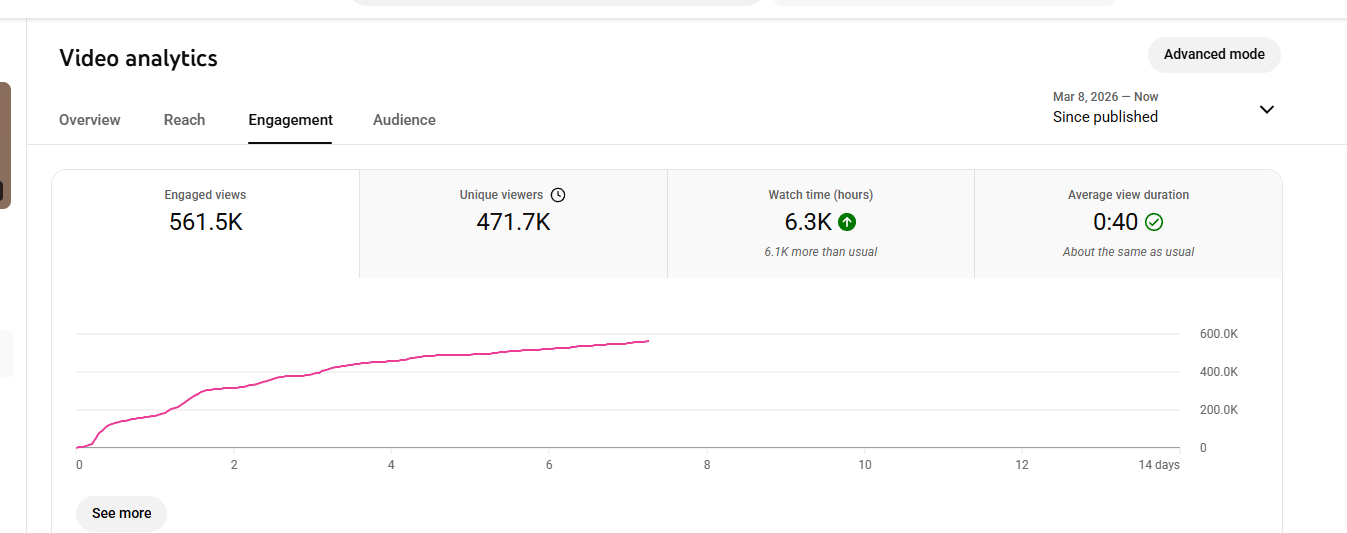 Video analytics
Advanced mode
Overview Reach Engagement Audience
Mar 8, 2026 – Now
Since published
Engaged views
561.5K
Unique viewers
471.7K
Watch time (hours)
6.3K
6.1K more than usual
Average view duration
0:40
About the same as usual
600.0K
400.0K
200.0K
0
0 2 4 6 8 10 12 14 days
See more